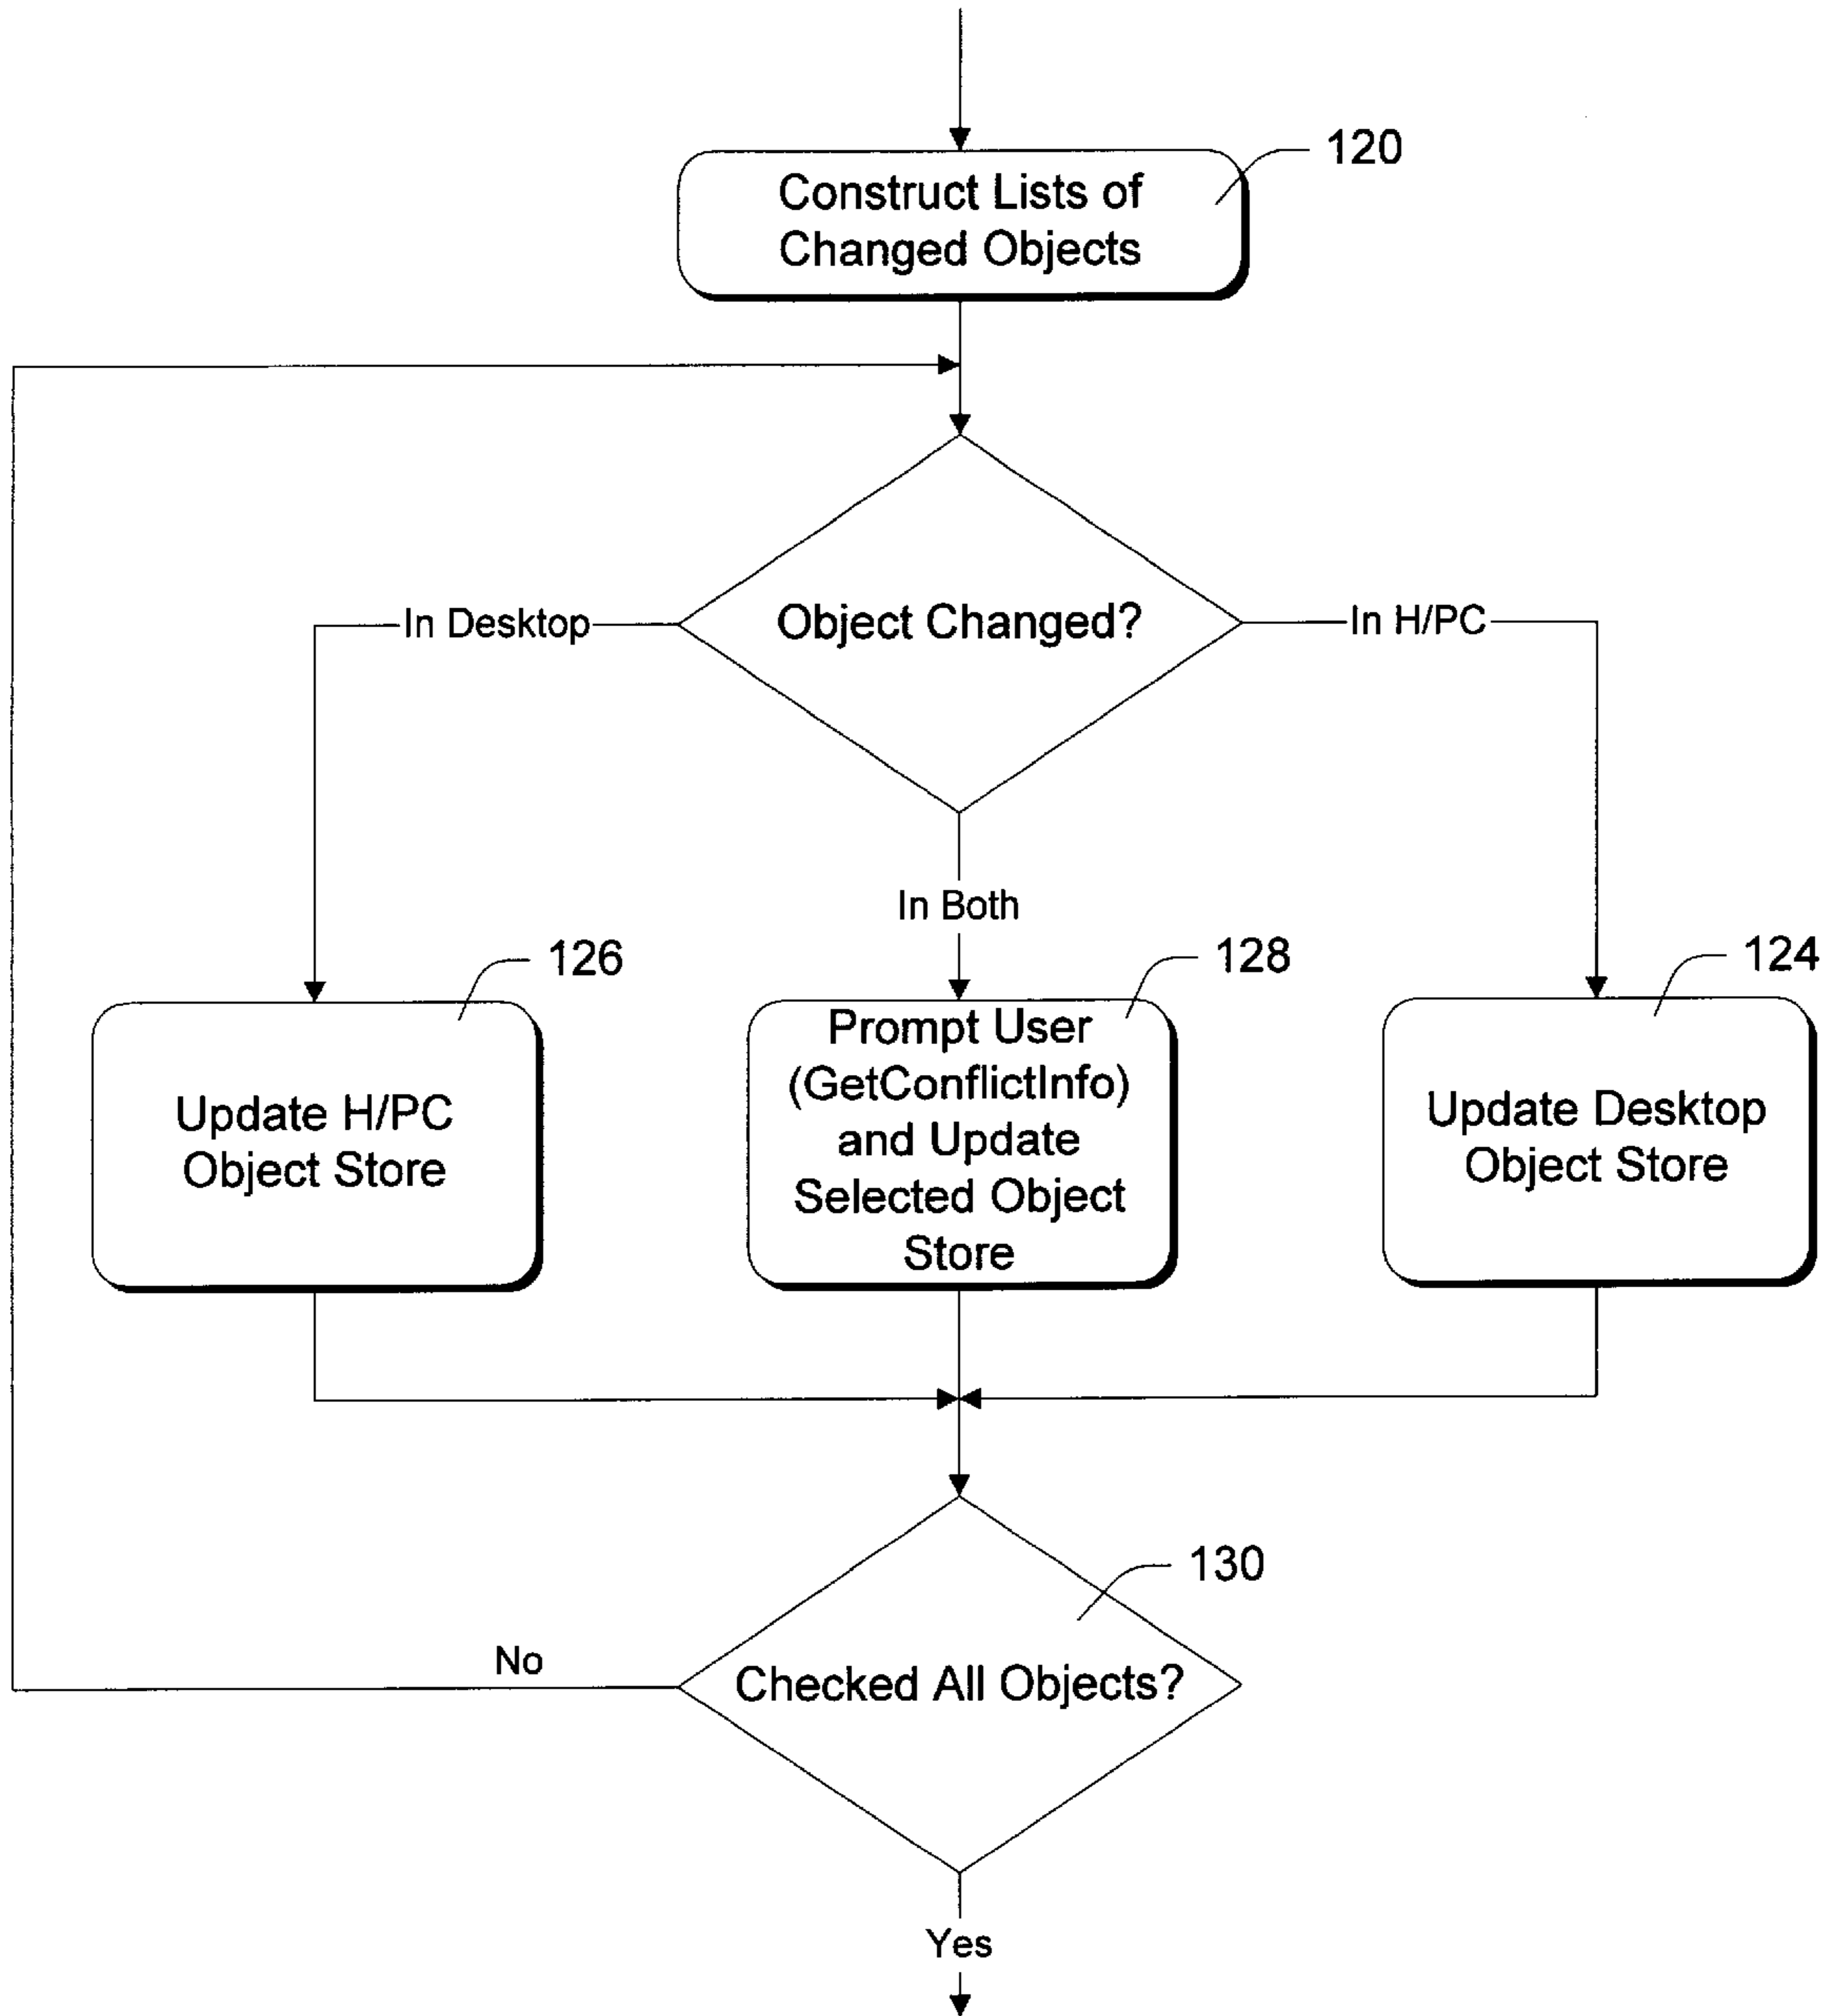 120
Construct Lists of
Changed Objects
In Desktop
Object Changed?
In H/PC
In Both
126
128
124
Update H/PC
Object Store
Prompt User
(GetConflictInfo)
and Update
Selected Object
Store
Update Desktop
Object Store
130
No
Checked All Objects?
Yes